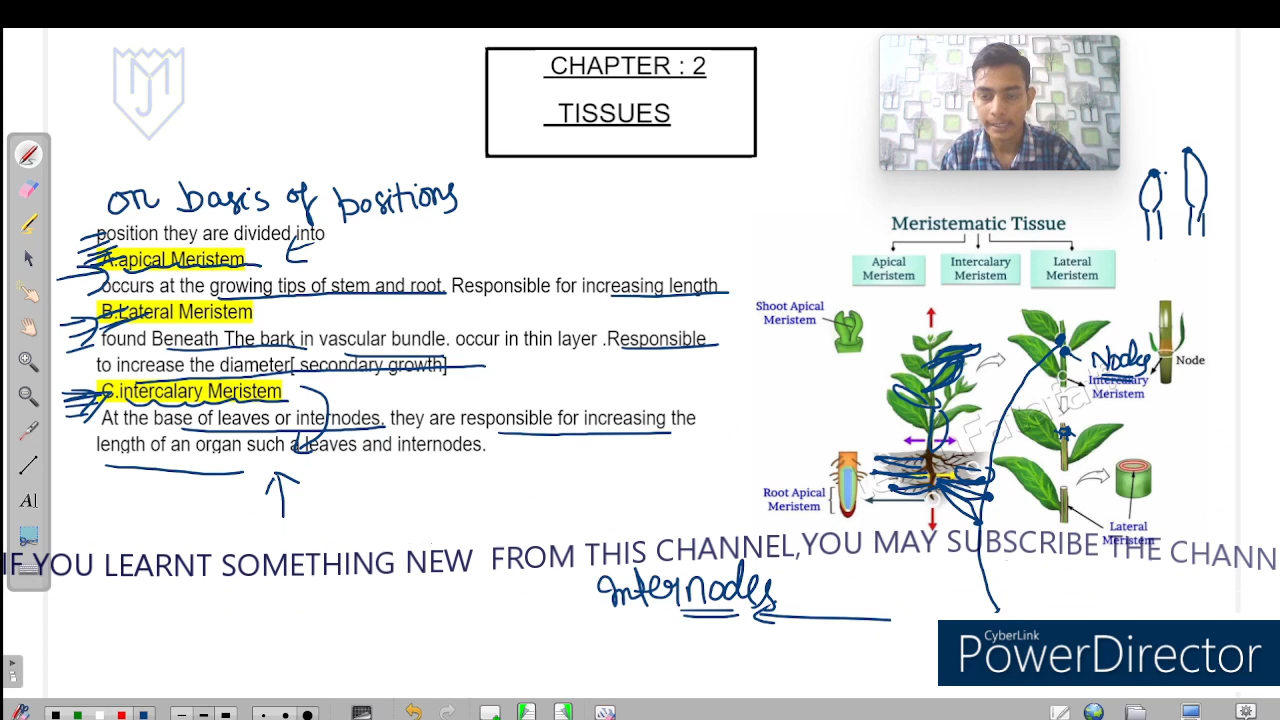 CHAPTER : 2
TISSUES
on basis of positions
position they are divided into
A.apical Meristem
occurs at the growing tips of stem and root. Responsible for increasing length
B.Lateral Meristem
found Beneath The bark in vascular bundle. occur in thin layer .Responsible
to increase the diameter[ secondary growth]
C.intercalary Meristem
At the base of leaves or internodes. they are responsible for increasing the
length of an organ such a leaves and internodes.
Meristematic Tissue
Apical
Meristem
Intercalary
Meristem
Lateral
Meristem
Shoot Apical
Meristem
Nodes
Node
Intercalary
Meristem
Root Apical
Meristem
Lateral
Meristem
IF YOU LEARNT SOMETHING NEW FROM THIS CHANNEL,YOU MAY SUBSCRIBE THE CHANN
Internodes
CyberLink
PowerDirector